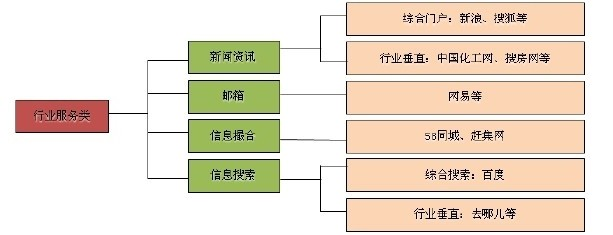 行业服务类
新闻资讯
综合门户：新浪、搜狐等
行业垂直：中国化工网、搜房网等
邮箱
网易等
信息撮合
58同城、赶集网
信息搜索
综合搜索：百度
行业垂直：去哪儿等